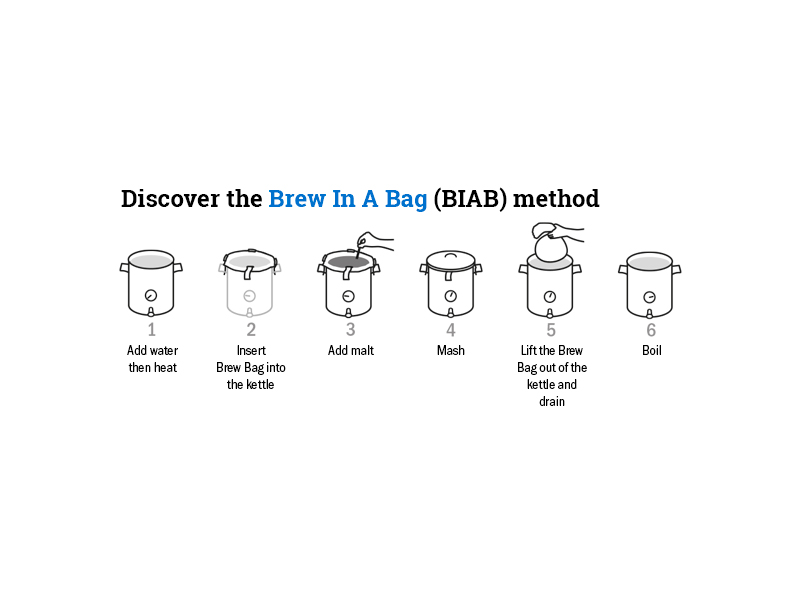 Discover the Brew In A Bag (BIAB) method
1
Add water
then heat
2
Insert
Brew Bag into
the kettle
3
Add malt
4
Mash
5
Lift the Brew
Bag out of the
kettle and
drain
6
Boil